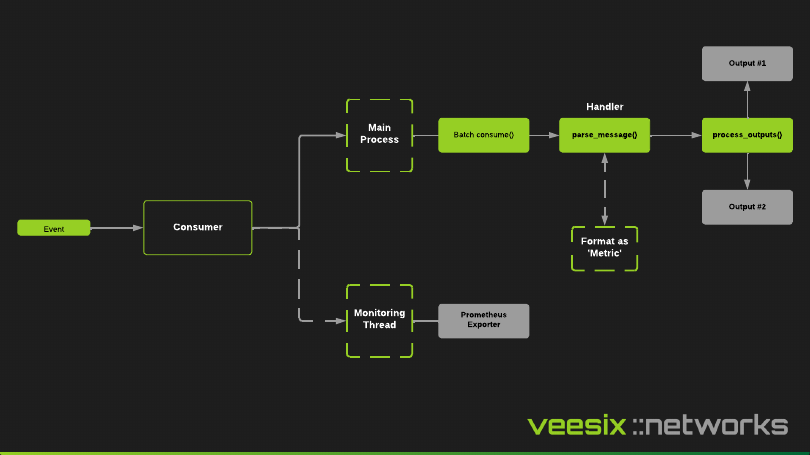 Output #1
Handler
Main
Process
Batch consume()
parse_message()
process_outputs()
Output #2
Event
Consumer
Format as
'Metric'
Monitoring
Thread
Prometheus
Exporter
veesix ::networks